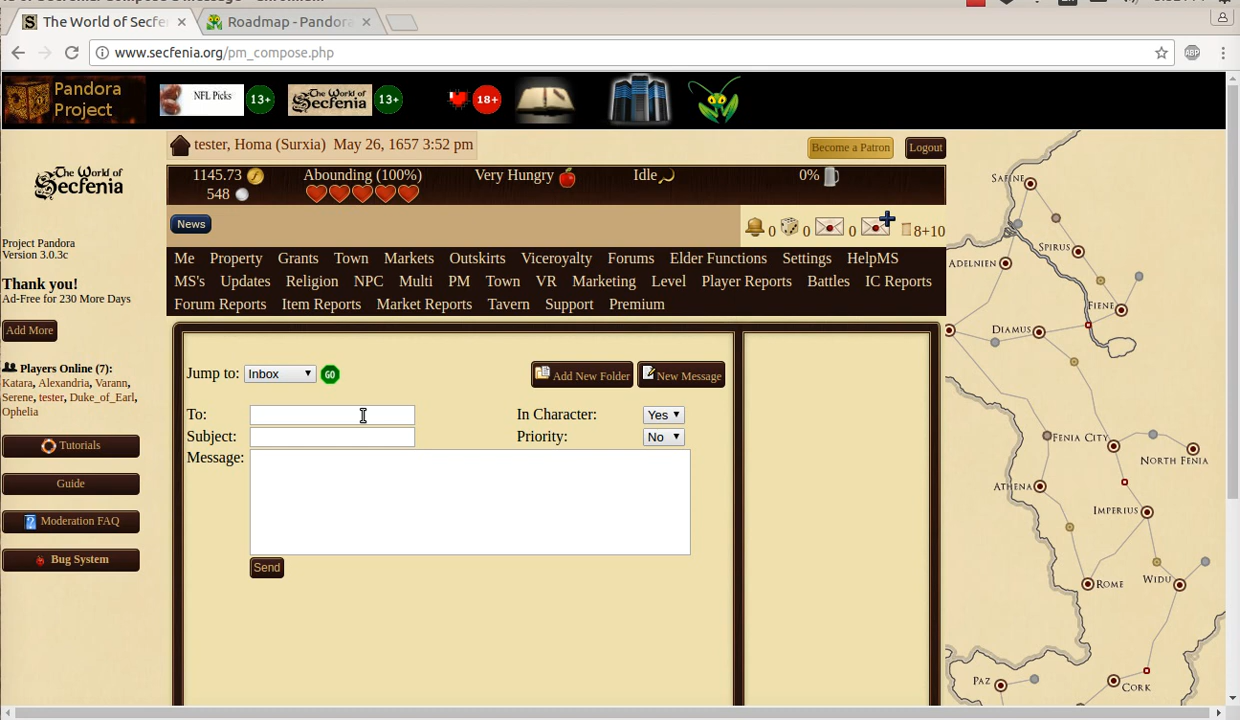 The World of Secfe
Roadmap - Pandora
www.secfenia.org/pm_compose.php
ABP
Pandora
Project
NFL Picks
13+
The World of
Secfenia
13+
18+
tester, Homa (Surxia) May 26, 1657 3:52 pm
Become a Patron
Logout
The World of
Secfenia
1145.73
548
Abounding (100%)
Very Hungry
Idle
0%
News
0
0
0
8+10
Project Pandora
Version 3.0.3c
Thank you!
Ad-Free for 230 More Days
Add More
Players Online (7):
Katara, Alexandria, Varann,
Serene, tester, Duke_of_Earl,
Ophelia
Tutorials
Guide
Moderation FAQ
Bug System
Me Property Grants Town Markets Outskirts Viceroyalty Forums Elder Functions Settings HelpMS
MS's Updates Religion NPC Multi PM Town VR Marketing Level Player Reports Battles IC Reports
Forum Reports Item Reports Market Reports Tavern Support Premium
Jump to: Inbox GO
Add New Folder
New Message
To:
In Character: Yes
Subject:
Priority: No
Message:
Send
Safine
Spirus
Adelnien
Fiene
Diamus
Fenia City
North Fenia
Athena
Imperius
Rome
Widu
Paz
Cork